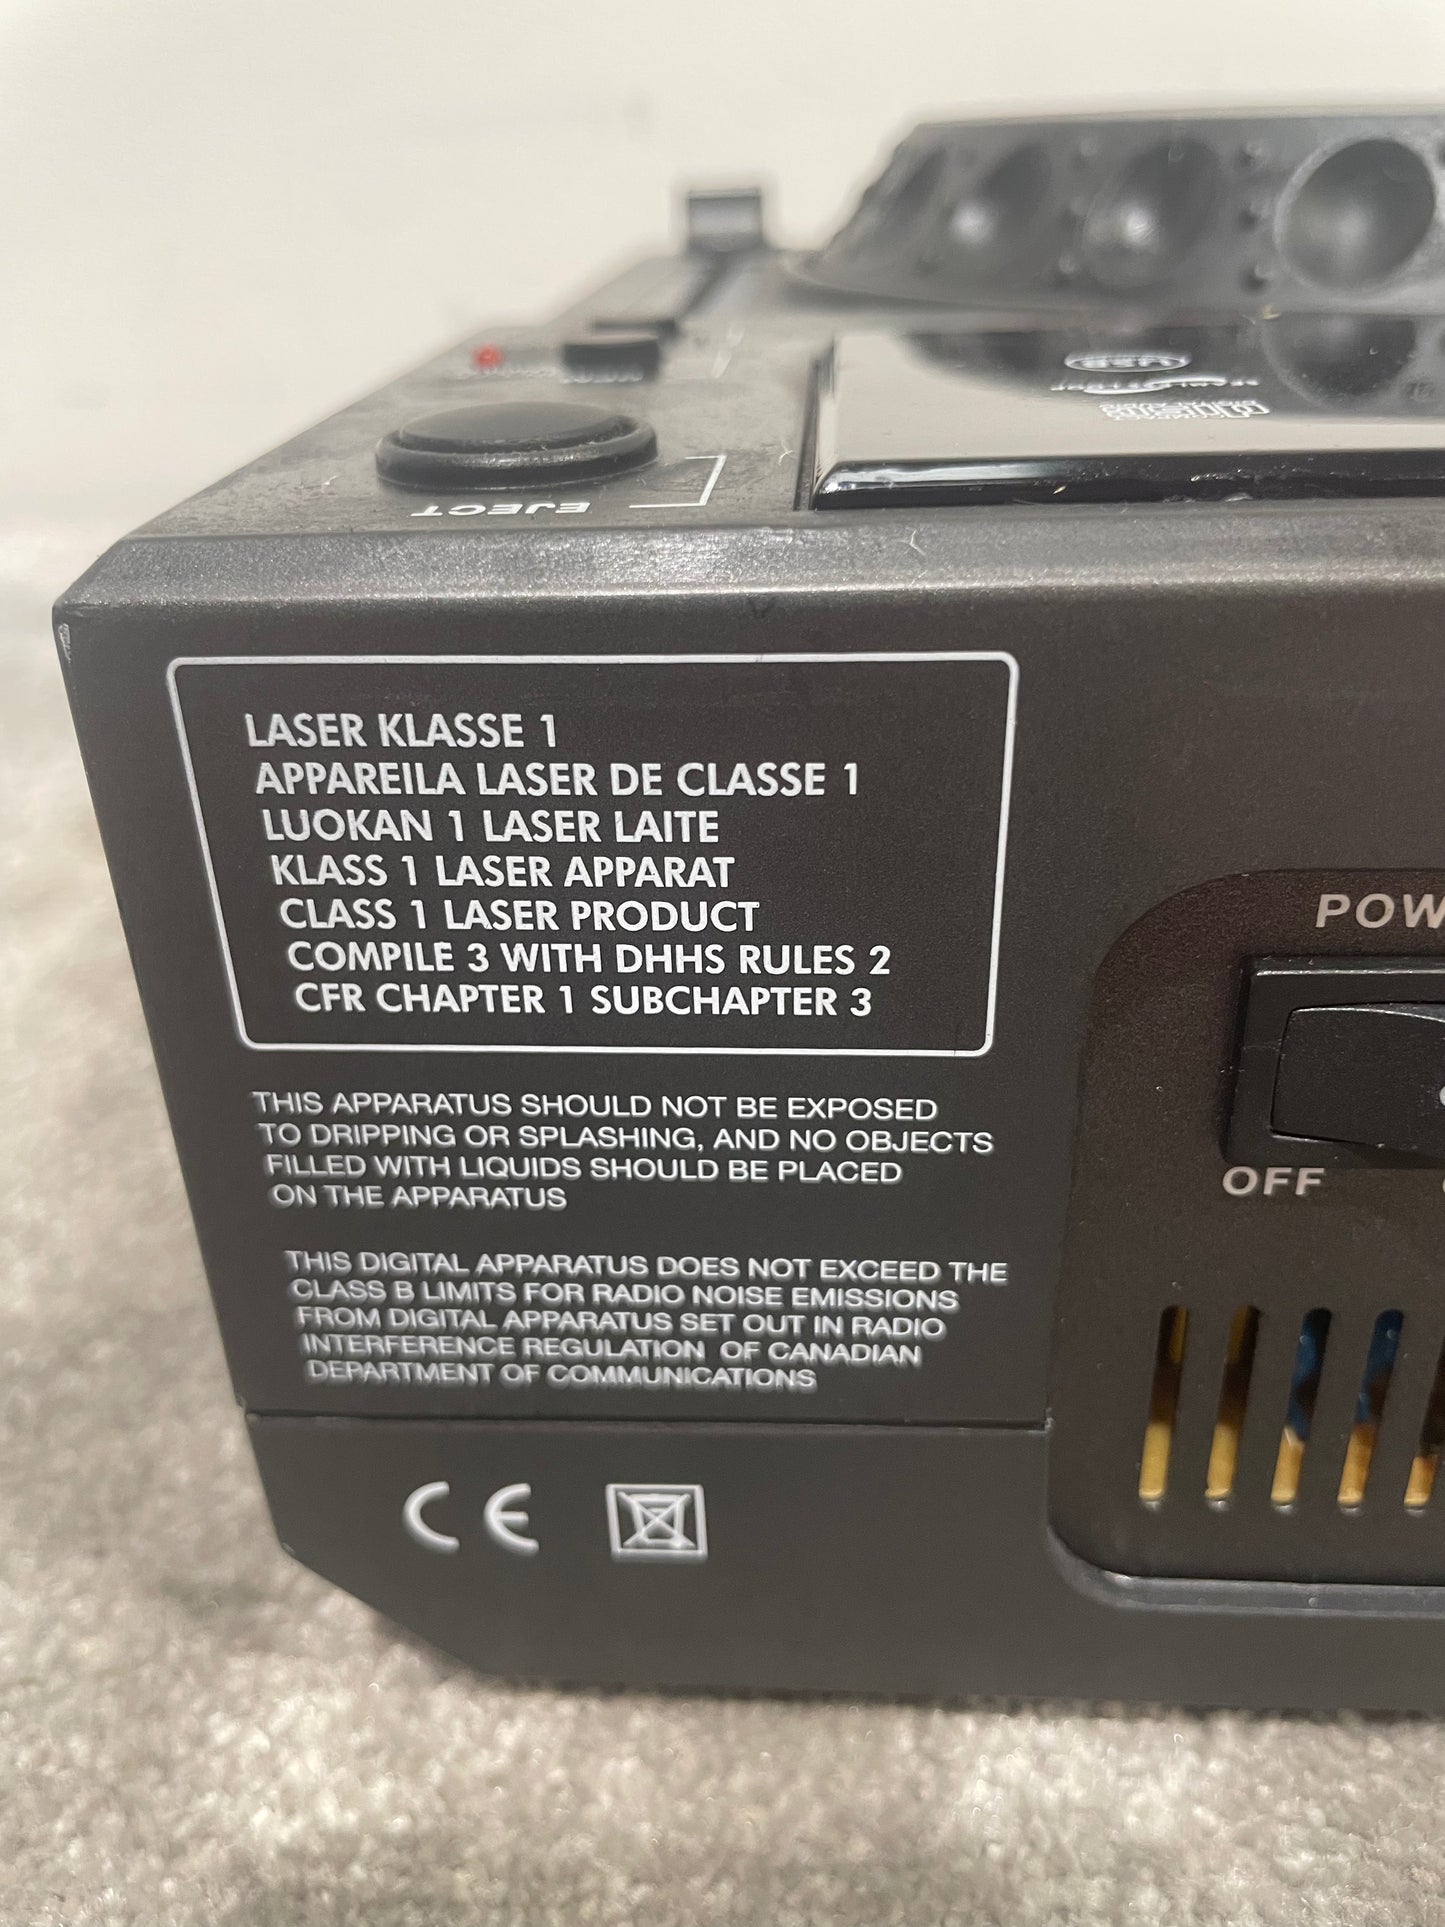 EJECT
LASER KLASSE 1
APPAREILA LASER DE CLASSE 1
LUOKAN 1 LASER LAITE
KLASS 1 LASER APPARAT
CLASS 1 LASER PRODUCT
COMPILE 3 WITH DHHS RULES 2
CFR CHAPTER 1 SUBCHAPTER 3
THIS APPARATUS SHOULD NOT BE EXPOSED
TO DRIPPING OR SPLASHING, AND NO OBJECTS
FILLED WITH LIQUIDS SHOULD BE PLACED
ON THE APPARATUS
THIS DIGITAL APPARATUS DOES NOT EXCEED THE
CLASS B LIMITS FOR RADIO NOISE EMISSIONS
FROM DIGITAL APPARATUS SET OUT IN RADIO
INTERFERENCE REGULATION OF CANADIAN
DEPARTMENT OF COMMUNICATIONS
CE
POW
OFF